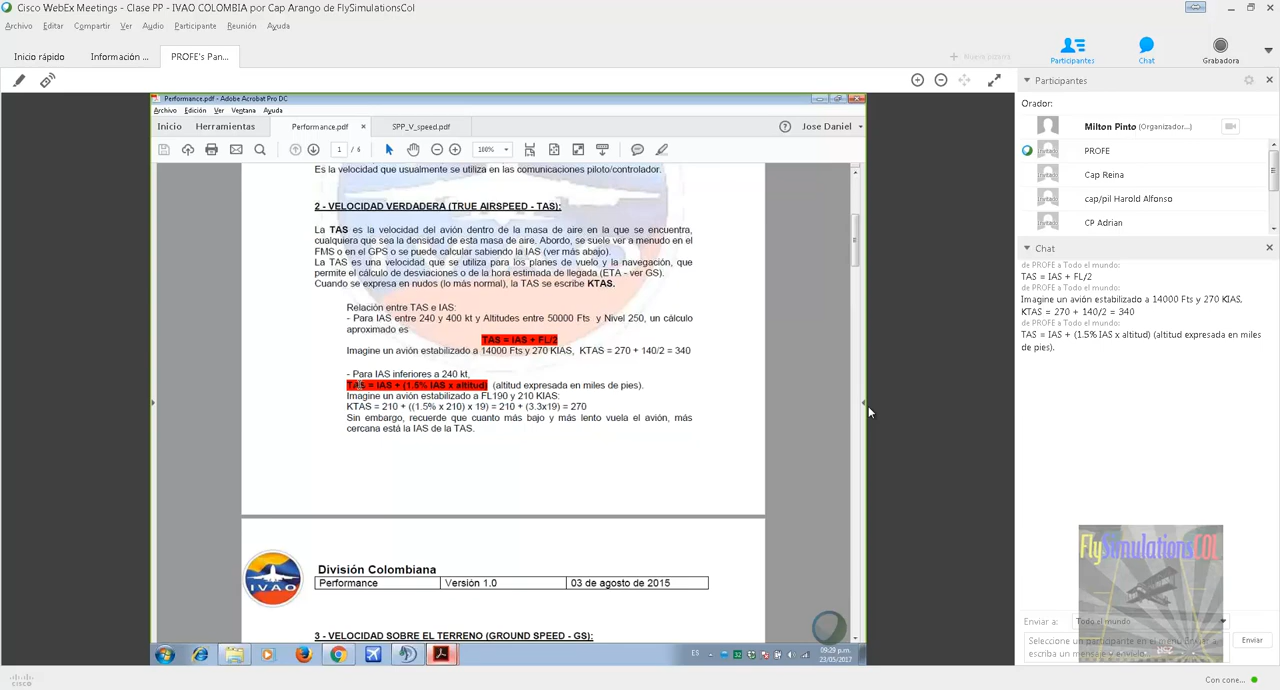 Cisco WebEx Meetings - Clase PP - IVAO COLOMBIA por Cap Arango de FlySimulationsCol
Archivo Editar Compartir Ver Audio Participante Reunión Ayuda
Inicio rápido Información ... PROFE's Pan...
Nueva pizarra
Participantes Chat Grabadora
Performance.pdf - Adobe Acrobat Pro DC
Archivo Edición Ver Ventana Ayuda
Inicio Herramientas Performance.pdf × SPP_V_speed.pdf Jose Daniel
1 / 6 100%
Es la velocidad que usualmente se utiliza en las comunicaciones piloto/controlador.
2 - VELOCIDAD VERDADERA (TRUE AIRSPEED - TAS):
La TAS es la velocidad del avión dentro de la masa de aire en la que se encuentra,
cualquiera que sea la densidad de esta masa de aire. Abordo, se suele ver a menudo en el
FMS o en el GPS o se puede calcular sabiendo la IAS (ver más abajo).
La TAS es una velocidad que se utiliza para los planes de vuelo y la navegación, que
permite el cálculo de desviaciones o de la hora estimada de llegada (ETA - ver GS).
Cuando se expresa en nudos (lo más normal), la TAS se escribe KTAS.
Relación entre TAS e IAS:
- Para IAS entre 240 y 400 kt y Altitudes entre 50000 Fts y Nivel 250, un cálculo
aproximado es
TAS = IAS + FL/2
Imagine un avión estabilizado a 14000 Fts y 270 KIAS, KTAS = 270 + 140/2 = 340
- Para IAS inferiores a 240 kt,
TAS = IAS + (1.5% IAS x altitud) (altitud expresada en miles de pies).
Imagine un avión estabilizado a FL190 y 210 KIAS:
KTAS = 210 + ((1.5% x 210) x 19) = 210 + (3.3x19) = 270
Sin embargo, recuerde que cuanto más bajo y más lento vuela el avión, más
cercana está la IAS de la TAS.
IVAO
División Colombiana
Performance Versión 1.0 03 de agosto de 2015
3 - VELOCIDAD SOBRE EL TERRENO (GROUND SPEED - GS):
ES 09:29 p.m.
23/05/2017
Participantes
Orador:
Milton Pinto (Organizador...)
Invitado PROFE
Invitado Cap Reina
Invitado cap/pil Harold Alfonso
Invitado CP Adrian
Chat
de PROFE a Todo el mundo:
TAS = IAS + FL/2
de PROFE a Todo el mundo:
Imagine un avión estabilizado a 14000 Fts y 270 KIAS,
KTAS = 270 + 140/2 = 340
de PROFE a Todo el mundo:
TAS = IAS + (1.5% IAS x altitud) (altitud expresada en miles
de pies).
FlySimulationsCOL
Enviar a: Todo el mundo
Seleccione un participante en el menú Enviar a
escriba un mensaje y envíelo
Enviar
cisco
Con cone...